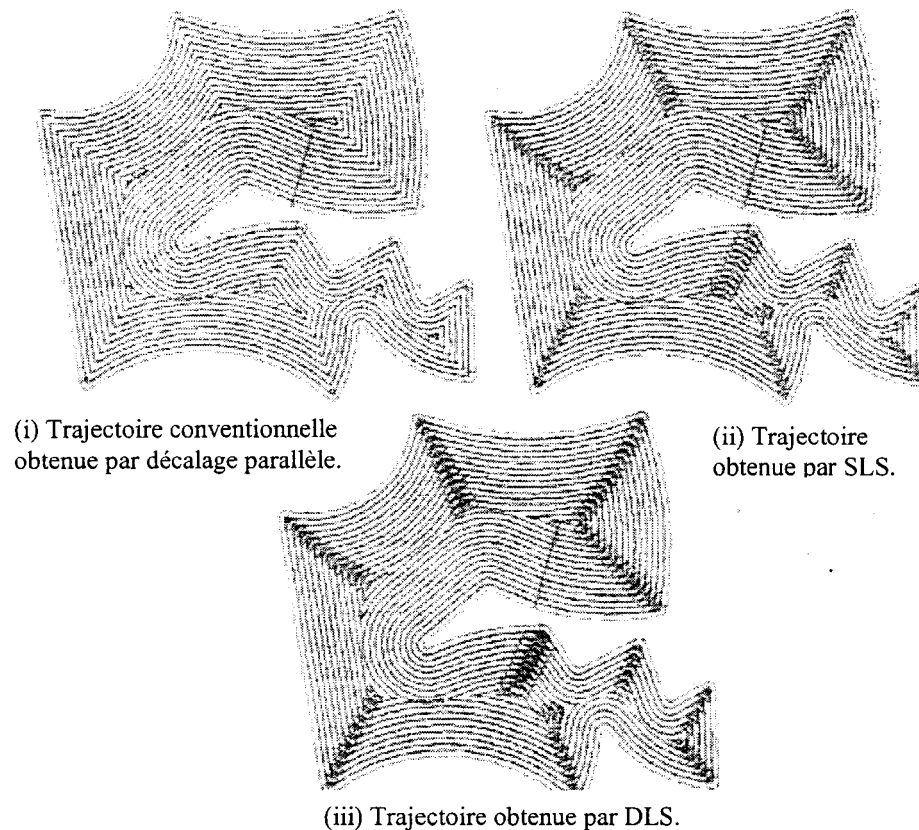 (i) Trajectoire conventionnelle
obtenue par décalage parallèle.
(ii) Trajectoire
obtenue par SLS.
(iii) Trajectoire obtenue par DLS.